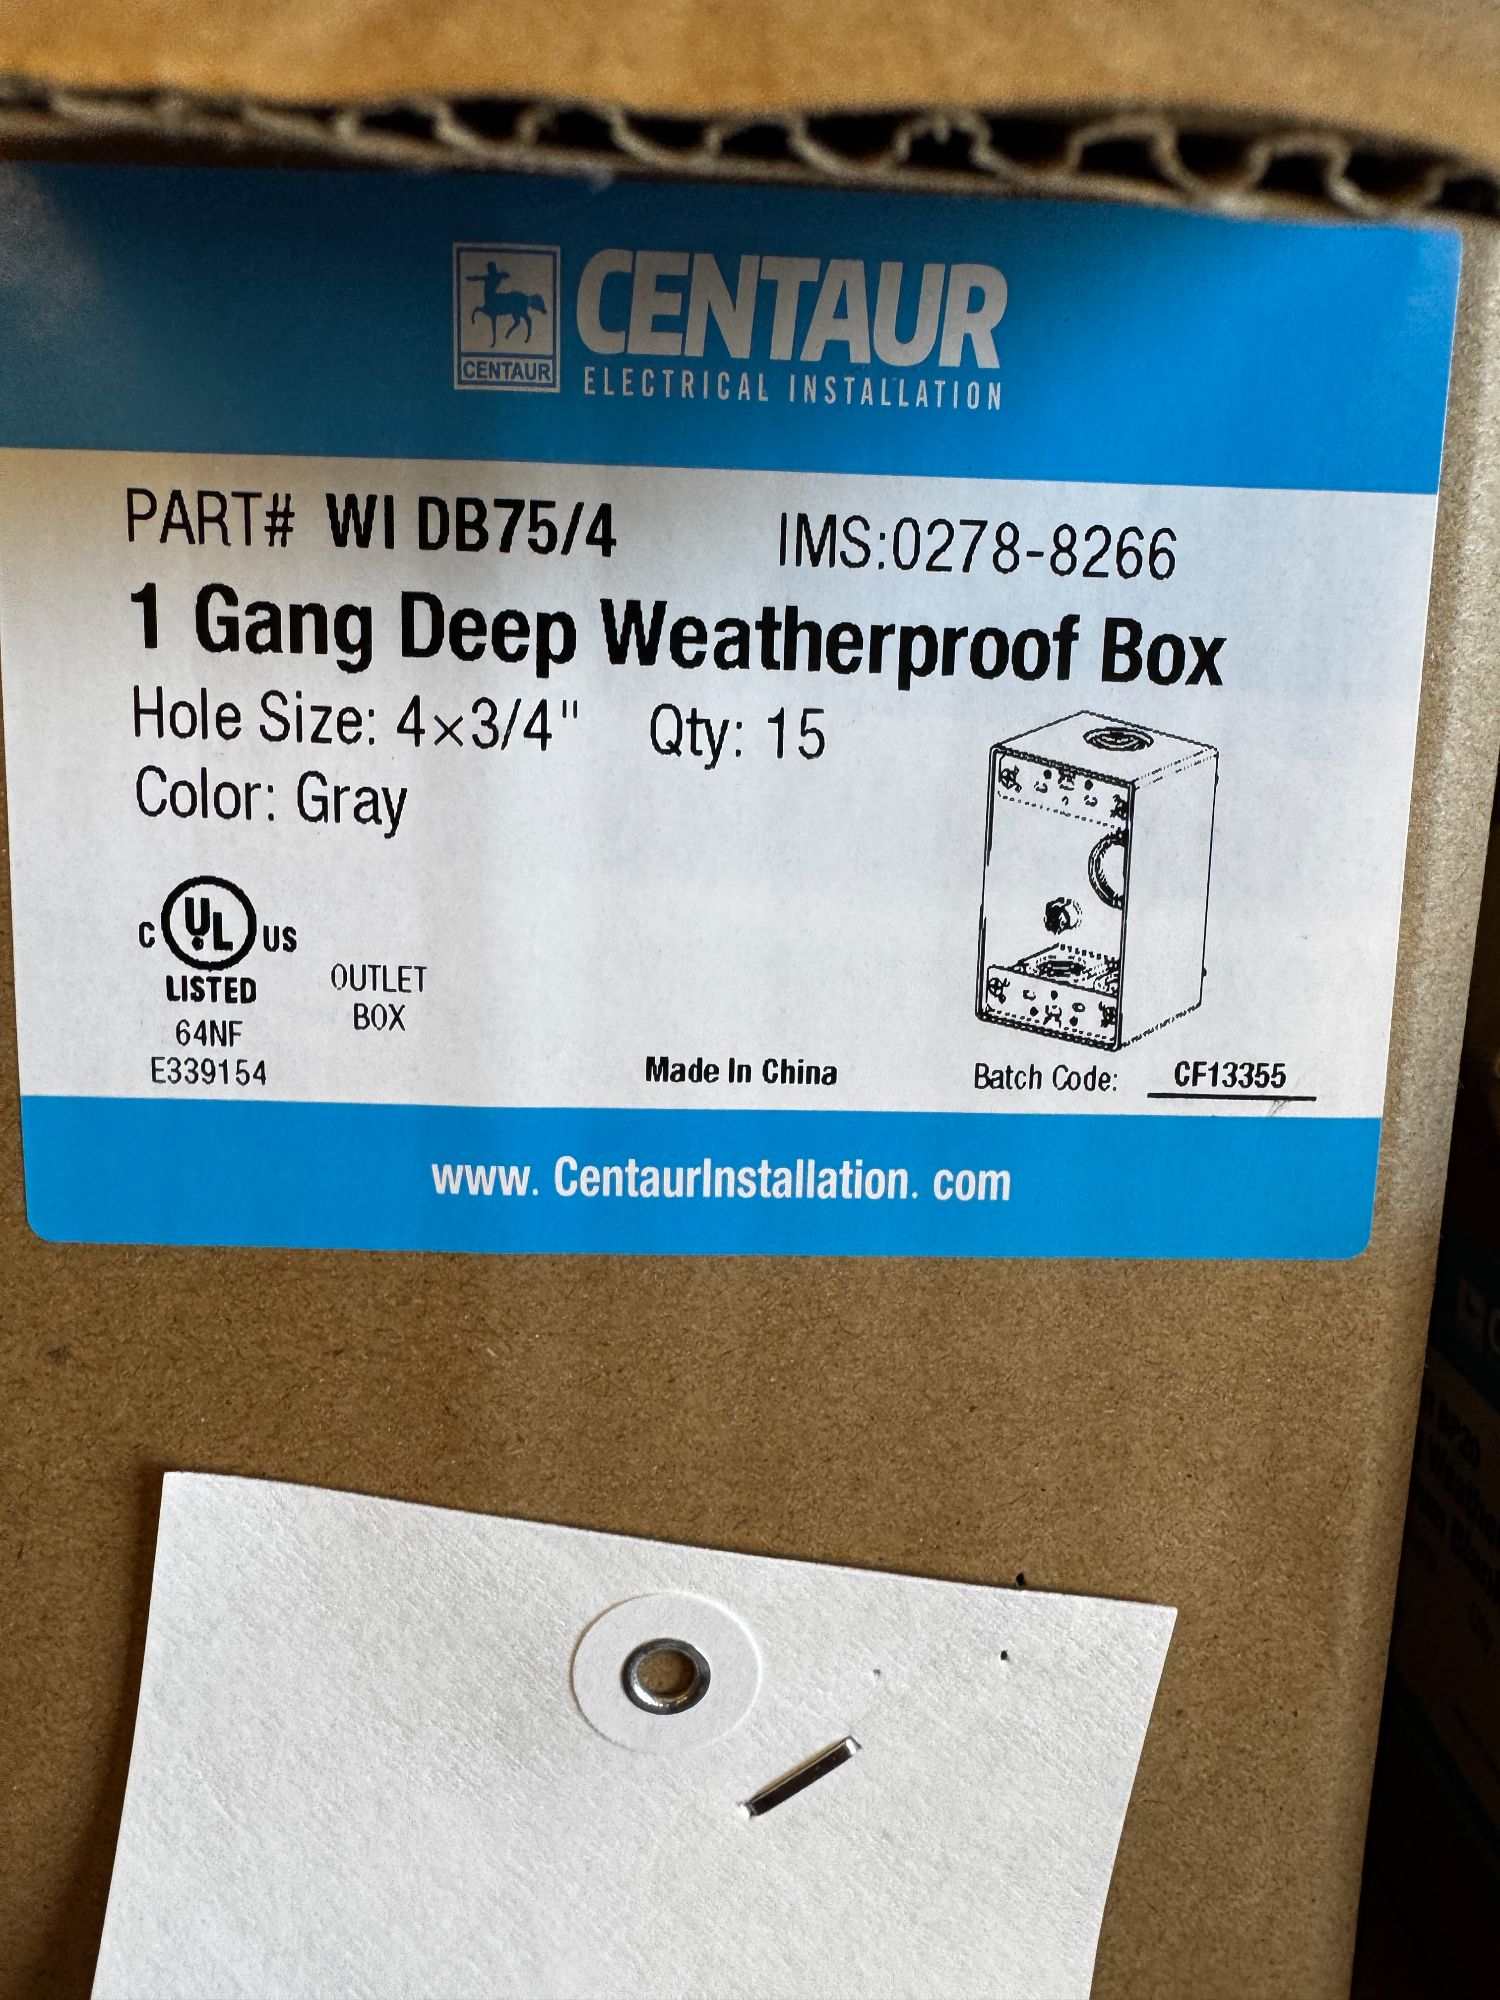 CENTAUR
CENTAUR
ELECTRICAL INSTALLATION
PART# WI DB75/4 IMS:0278-8266
1 Gang Deep Weatherproof Box
Hole Size: 4×3/4" Qty: 15
Color: Gray
C UL US
LISTED
64NF
E339154
OUTLET
BOX
Made In China
Batch Code: CF13355
www. CentaurInstallation. com